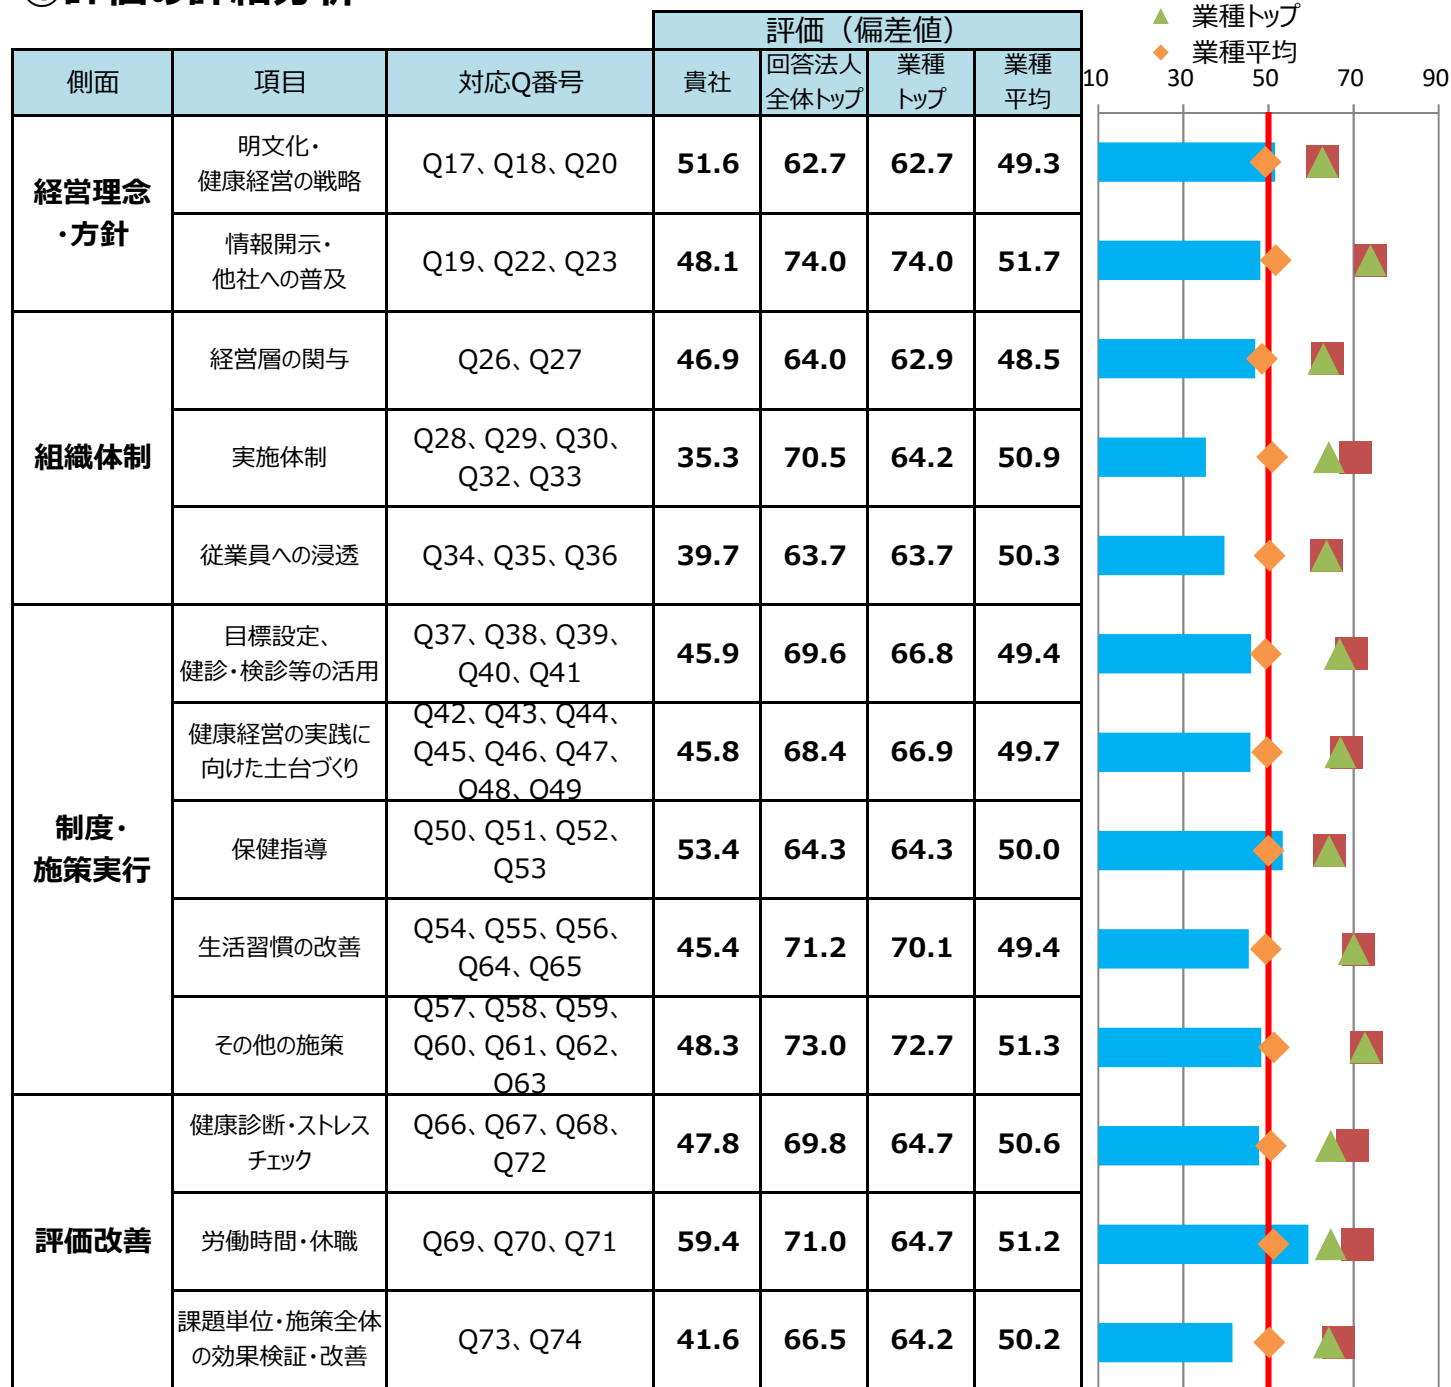 ▲ 業種トップ
◆ 業種平均
評価（偏差値）
側面 項目 対応Q番号 貴社 回答法人 業種 業種
全体トップ トップ 平均
10 30 50 70 90
経営理念
・方針
明文化・
健康経営の戦略
Q17、Q18、Q20 51.6 62.7 62.7 49.3
情報開示・
他社への普及
Q19、Q22、Q23 48.1 74.0 74.0 51.7
組織体制
経営層の関与 Q26、Q27 46.9 64.0 62.9 48.5
実施体制
Q28、Q29、Q30、
Q32、Q33
35.3 70.5 64.2 50.9
従業員への浸透 Q34、Q35、Q36 39.7 63.7 63.7 50.3
制度・
施策実行
目標設定、
健診・検診等の活用
Q37、Q38、Q39、
Q40、Q41
45.9 69.6 66.8 49.4
健康経営の実践に
向けた土台づくり
Q42、Q43、Q44、
Q45、Q46、Q47、
Q48、Q49
45.8 68.4 66.9 49.7
保健指導
Q50、Q51、Q52、
Q53
53.4 64.3 64.3 50.0
生活習慣の改善
Q54、Q55、Q56、
Q64、Q65
45.4 71.2 70.1 49.4
その他の施策
Q57、Q58、Q59、
Q60、Q61、Q62、
Q63
48.3 73.0 72.7 51.3
評価改善
健康診断・ストレス
チェック
Q66、Q67、Q68、
Q72
47.8 69.8 64.7 50.6
労働時間・休職 Q69、Q70、Q71 59.4 71.0 64.7 51.2
課題単位・施策全体
の効果検証・改善
Q73、Q74 41.6 66.5 64.2 50.2